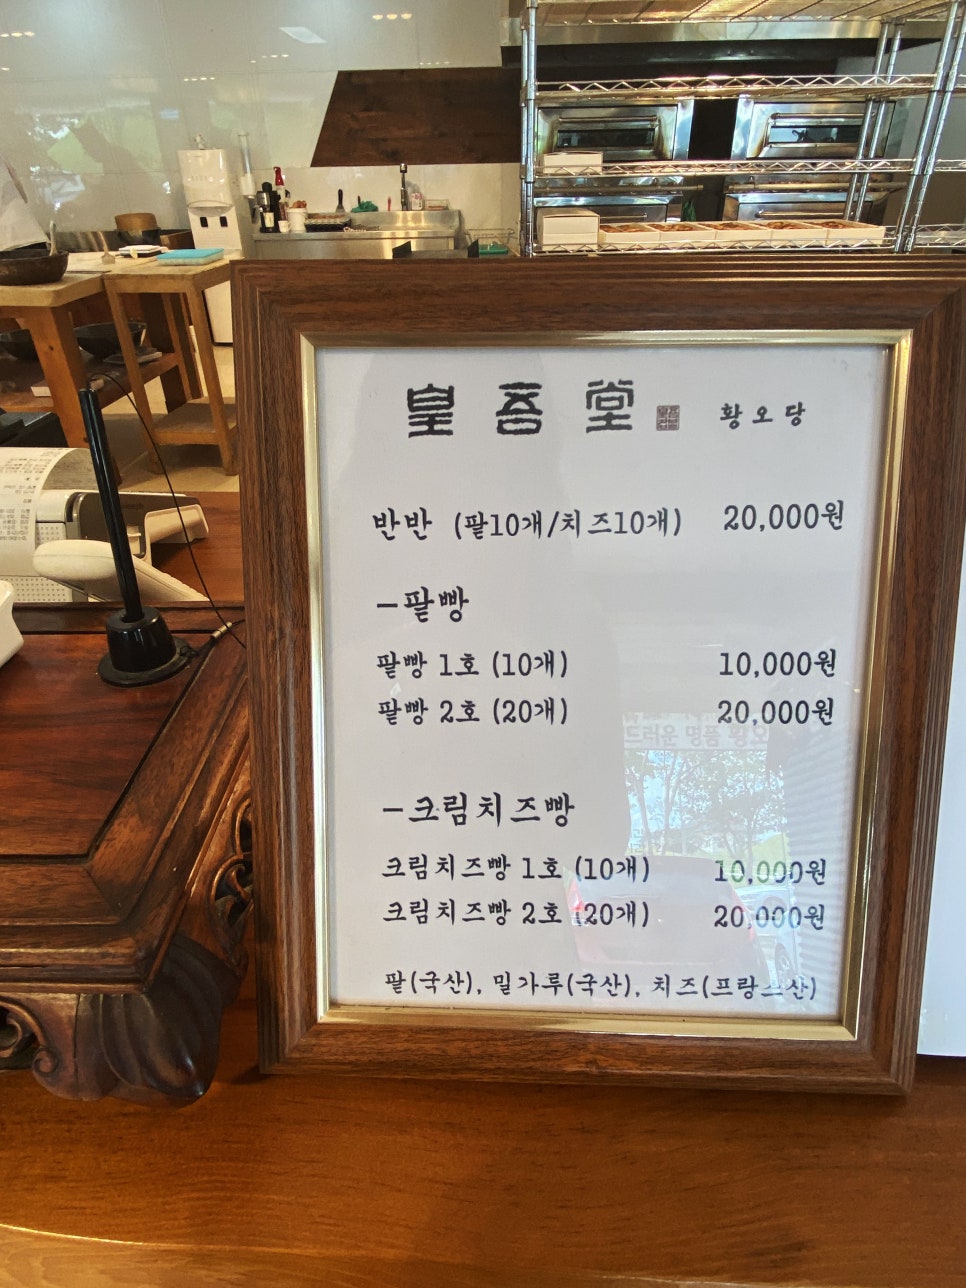 皇吾堂 황오당
반반 (팥10개/치즈10개) 20,000원
-팥빵
팥빵 1호 (10개) 10,000원
팥빵 2호 (20개) 20,000원
-크림치즈빵
크림치즈빵 1호 (10개) 10,000원
크림치즈빵 2호 (20개) 20,000원
팥(국산), 밀가루(국산), 치즈(프랑스산)